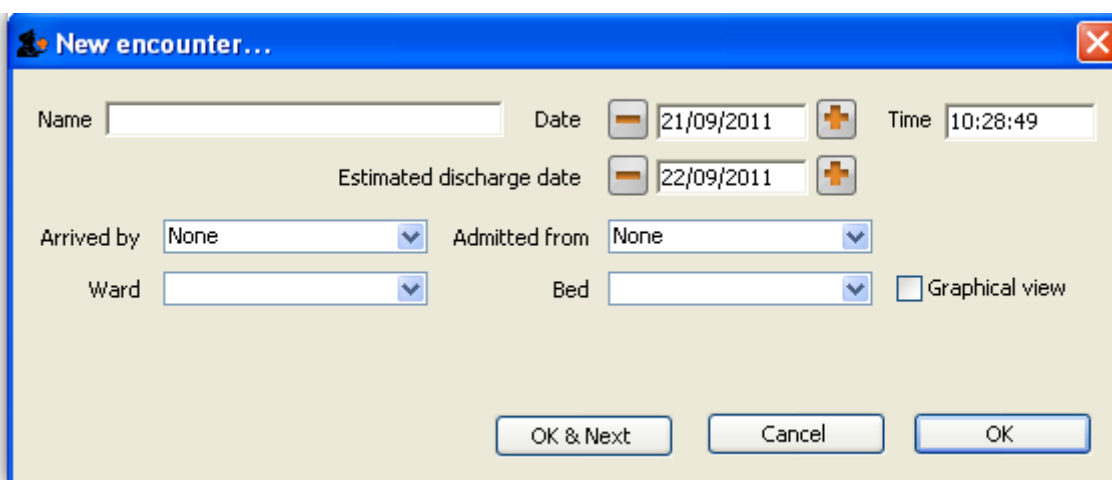 New encounter...
Name Date 21/09/2011 Time 10:28:49
Estimated discharge date 22/09/2011
Arrived by None Admitted from None
Ward Bed Graphical view
OK & Next Cancel OK